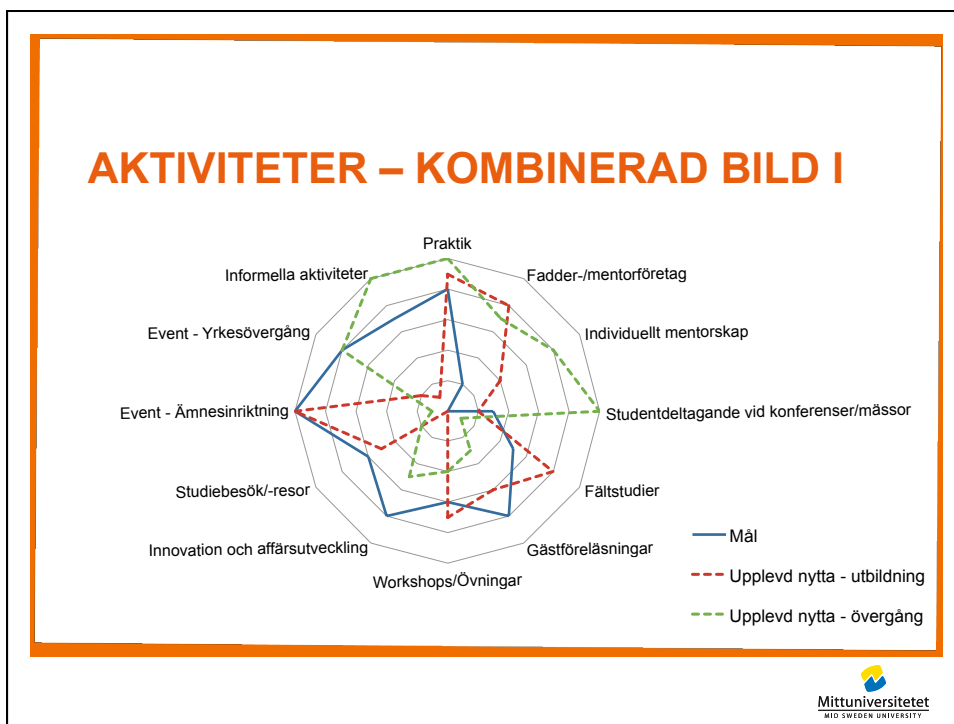 AKTIVITETER – KOMBINERAD BILD I
Praktik
Fadder-/mentorföretag
Individuellt mentorskap
Studentdeltagande vid konferenser/mässor
Fältstudier
Gästföreläsningar
Workshops/Övningar
Innovation och affärsutveckling
Studiebesök/-resor
Event - Ämnesinriktning
Event - Yrkesövergång
Informella aktiviteter
Mål
Upplevd nytta - utbildning
Upplevd nytta - övergång
Mittuniversitetet
MID SWEDEN UNIVERSITY